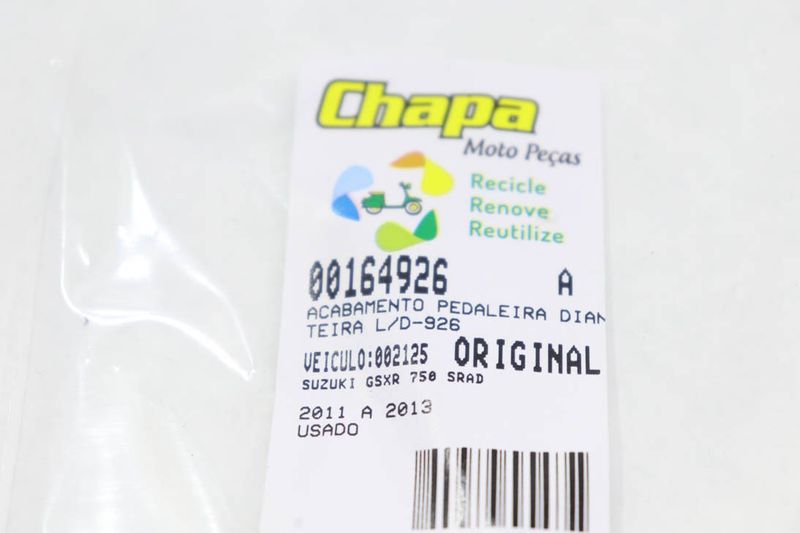 Chapa
Moto Peças
Recicle
Renove
Reutilize
00164926 A
ACABAMENTO PEDALEIRA DIAN
TEIRA L/D-926
VEICULO:002125 ORIGINAL
SUZUKI GSXR 750 SRAD
2011 A 2013
USADO